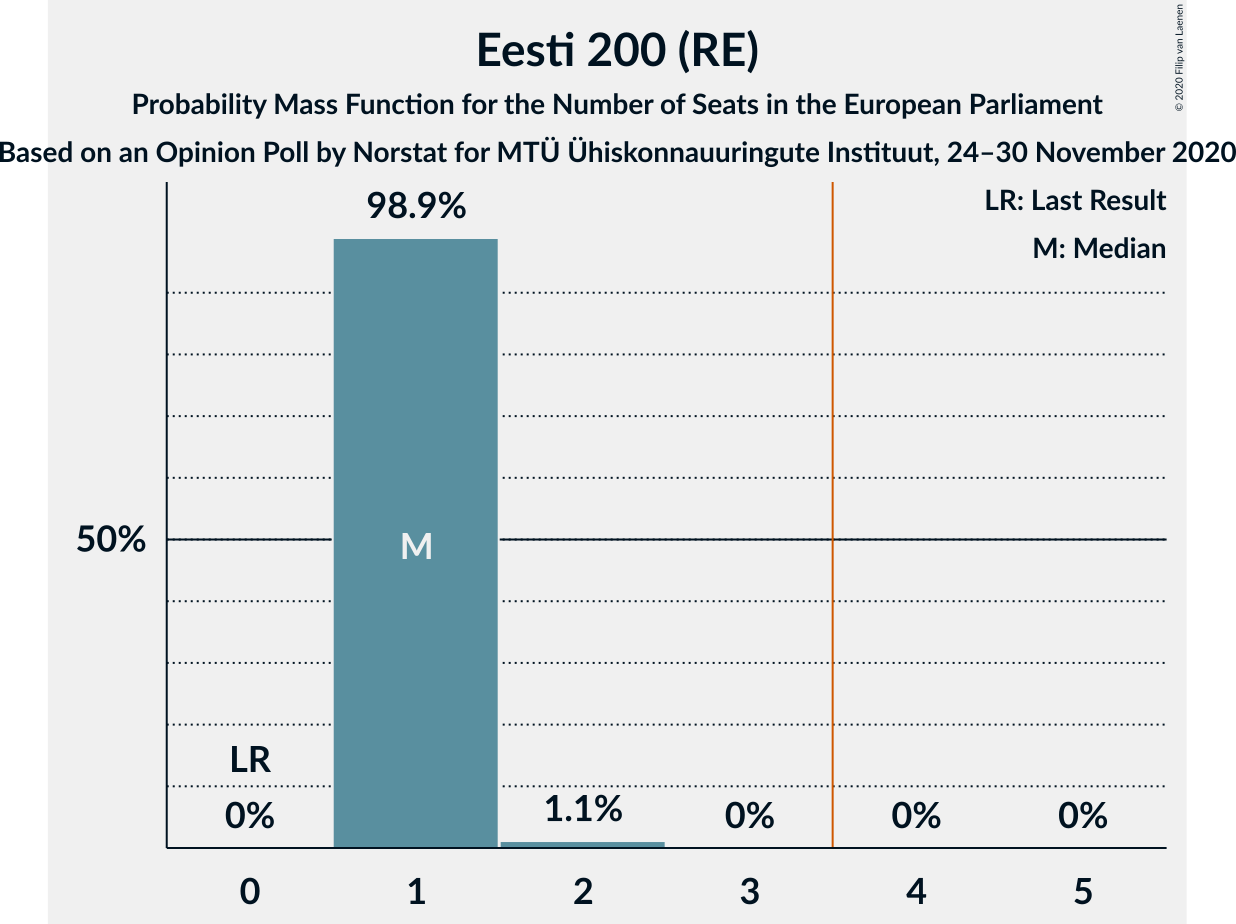 Eesti 200 (RE)
Probability Mass Function for the Number of Seats in the European Parliament
Based on an Opinion Poll by Norstat for MTÜ Ühiskonnauuringute Instituut, 24–30 November 2020
© 2020 Filip van Laenen
LR: Last Result
M: Median
98.9%
50%
M
LR
0%
1.1%
0%
0%
0%
0 1 2 3 4 5